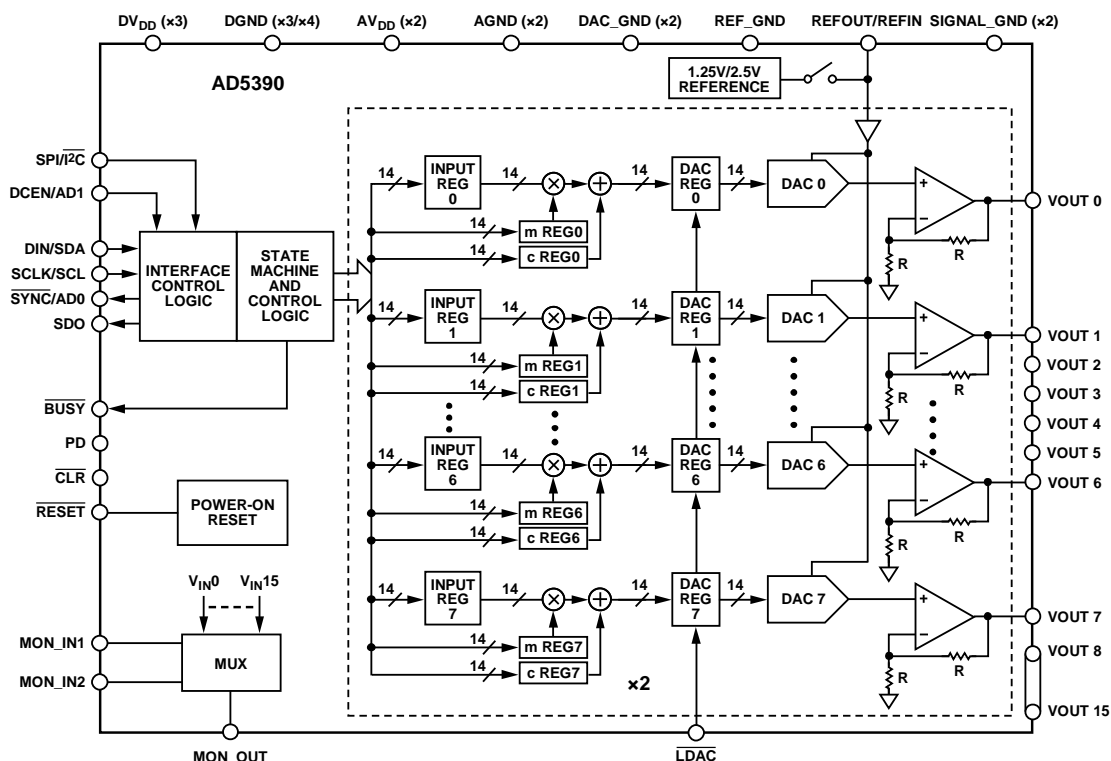 DV_DD (×3) DGND (×3/×4) AV_DD (×2) AGND (×2) DAC_GND (×2) REF_GND REFOUT/REFIN SIGNAL_GND (×2)
AD5390
1.25V/2.5V
REFERENCE
SPI/I²C
DCEN/AD1
DIN/SDA
SCLK/SCL
SYNC/AD0
SDO
BUSY
PD
CLR
RESET
MON_IN1
MON_IN2
INTERFACE
CONTROL
LOGIC
STATE
MACHINE
AND
CONTROL
LOGIC
POWER-ON
RESET
V_IN0 V_IN15
MUX
MON_OUT
14 INPUT
REG
0 14 × + 14 DAC
REG
0 14 DAC 0 + − R R VOUT 0
14 m REG0
14 c REG0
14 INPUT
REG
1 14 × + 14 DAC
REG
1 14 DAC 1 + − R R VOUT 1
14 m REG1
14 c REG1
VOUT 2
VOUT 3
VOUT 4
VOUT 5
14 INPUT
REG
6 14 × + 14 DAC
REG
6 14 DAC 6 + − R R VOUT 6
14 m REG6
14 c REG6
14 INPUT
REG
7 14 × + 14 DAC
REG
7 14 DAC 7 + − R R VOUT 7
14 m REG7
14 c REG7
×2
VOUT 8
VOUT 15
LDAC